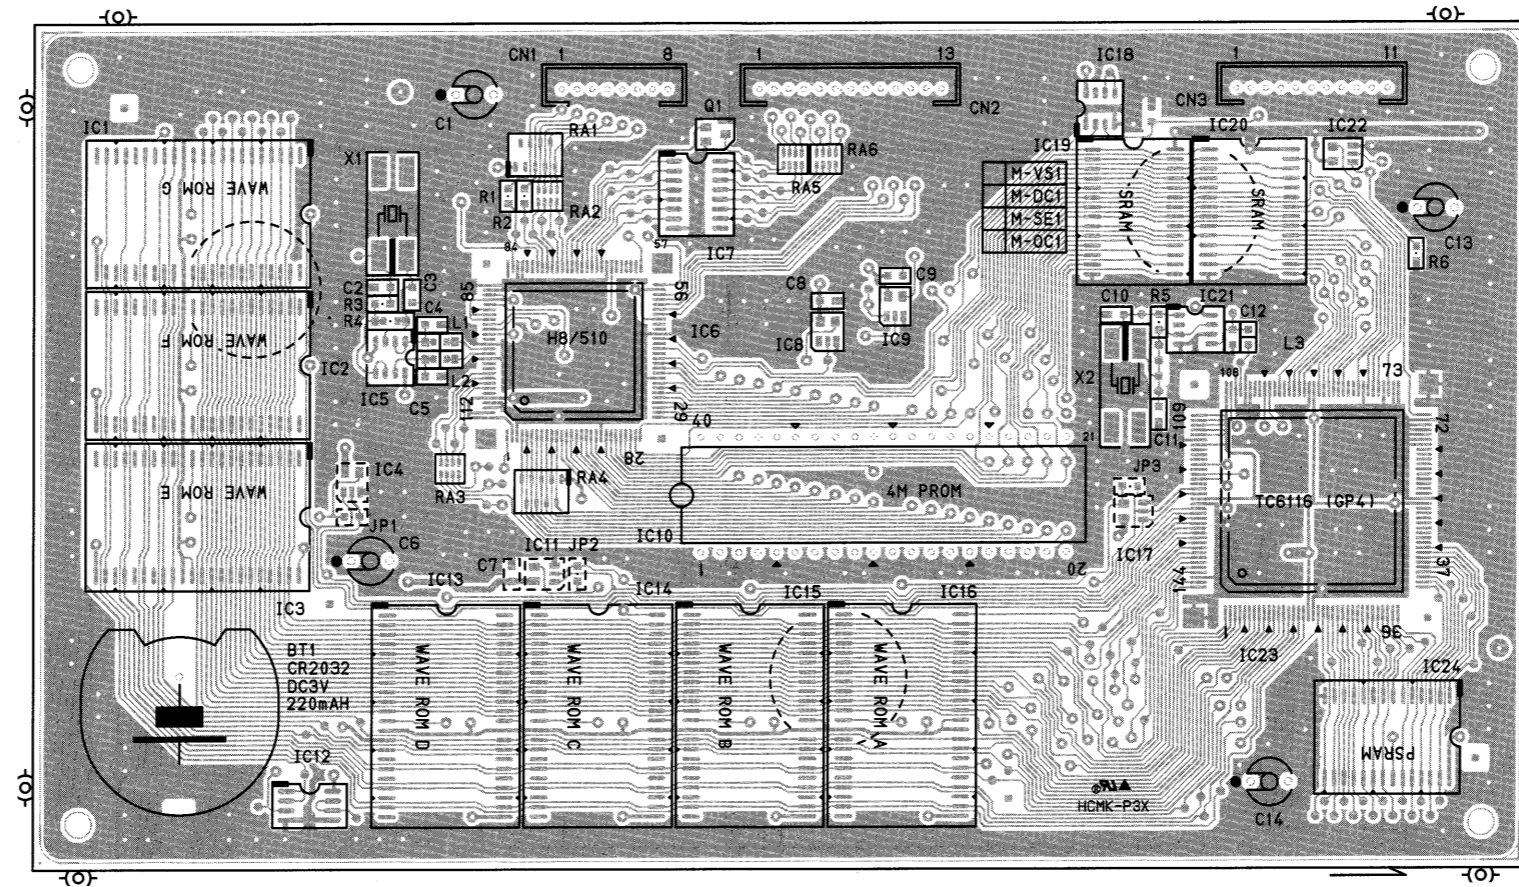 CN1 1 8
1 13
CN2
IC18
1 11
CN3
C1
Q1
IC1
RA1
RA6
RA5
IC19
IC20
IC22
X1
WAVE ROM G
R1
R2
RA2
IC7
M-VS1
M-DC1
M-SE1
M-OC1
SRAM
SRAM
C13
R6
84
57
85
56
C2
C3
R3
C4
R4
L1
L2
IC5
C5
112
H8/510
IC6
29
28
1
C8
IC8
C9
IC9
C10
R5
IC21
C12
L3
X2
C11
WAVE ROM F
IC2
WAVE ROM E
IC4
JP1
C6
IC3
RA3
RA4
40
21
4M PROM
IC10
1
20
JP3
IC17
108
73
109
72
TC6116 (GP4)
144
37
1
36
IC23
C7
IC11
JP2
IC13
IC14
IC15
IC16
WAVE ROM D
WAVE ROM C
WAVE ROM B
WAVE ROM A
BT1
CR2032
DC3V
220mAH
IC12
IC24
PSRAM
HCMK-P3X
C14